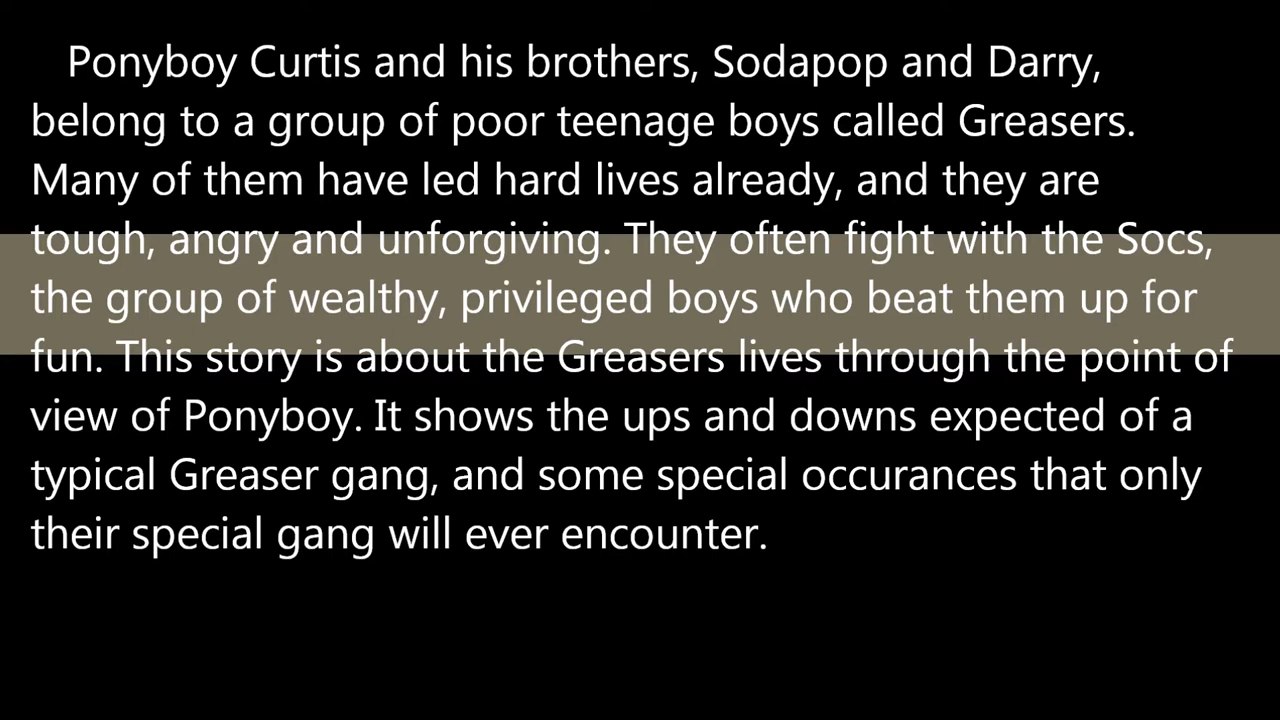 Ponyboy Curtis and his brothers, Sodapop and Darry,
belong to a group of poor teenage boys called Greasers.
Many of them have led hard lives already, and they are
tough, angry and unforgiving. They often fight with the Socs,
the group of wealthy, privileged boys who beat them up for
fun. This story is about the Greasers lives through the point of
view of Ponyboy. It shows the ups and downs expected of a
typical Greaser gang, and some special occurances that only
their special gang will ever encounter.